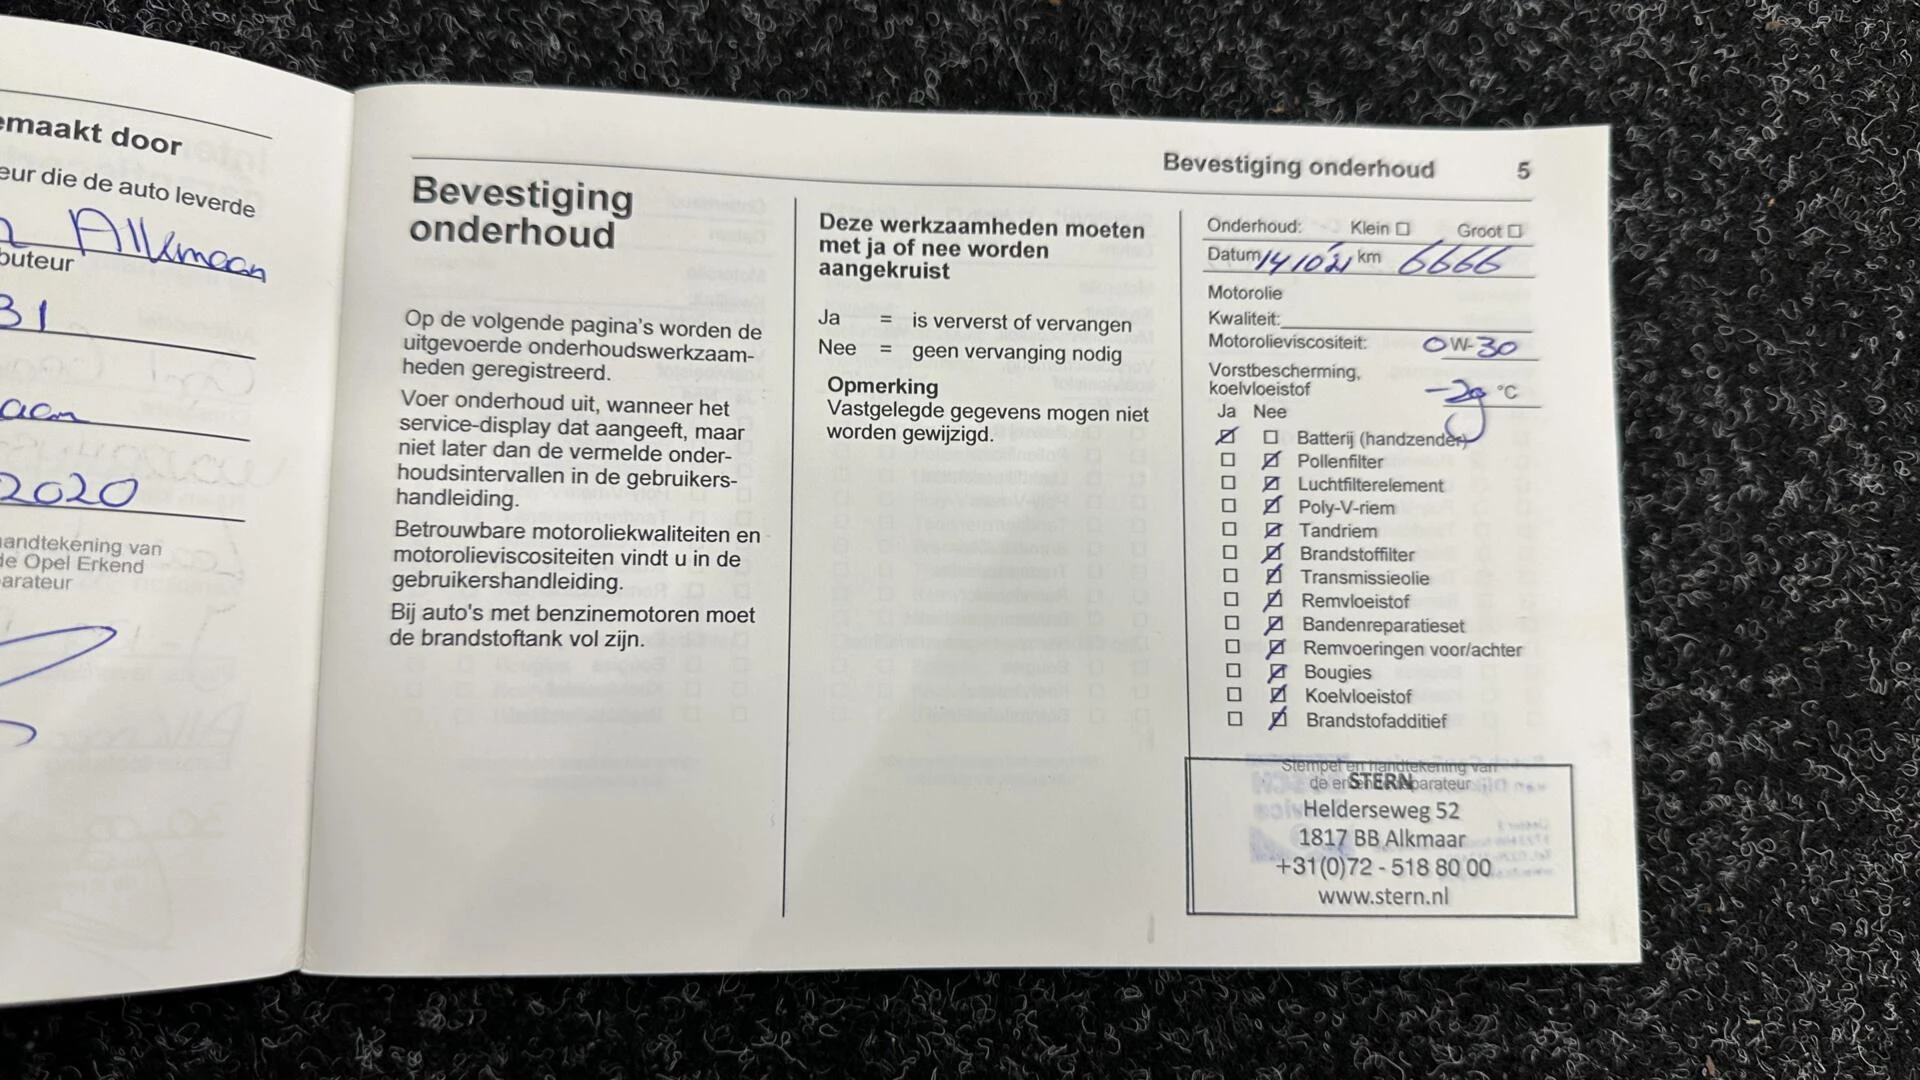 emaakt door
eur die de auto leverde
Alkmaar
buteur
31
aar
2020
andtekening van
de Opel Erkend
arateur
Bevestiging onderhoud 5
Bevestiging
onderhoud
Op de volgende pagina's worden de
uitgevoerde onderhoudswerkzaam-
heden geregistreerd.
Voer onderhoud uit, wanneer het
service-display dat aangeeft, maar
niet later dan de vermelde onder-
houdsintervallen in de gebruikers-
handleiding.
Betrouwbare motoroliekwaliteiten en
motorolieviscositeiten vindt u in de
gebruikershandleiding.
Bij auto's met benzinemotoren moet
de brandstoftank vol zijn.
Deze werkzaamheden moeten
met ja of nee worden
aangekruist
Ja = is ververst of vervangen
Nee = geen vervanging nodig
Opmerking
Vastgelegde gegevens mogen niet
worden gewijzigd.
Onderhoud: Klein ☐ Groot ☐
Datum 14/10'21 km 6666
Motorolie
Kwaliteit:
Motorolieviscositeit: 0W-30
Vorstbescherming,
koelvloeistof -29 °C
Ja Nee
☑ ☐ Batterij (handzender)
☐ ☑ Pollenfilter
☐ ☑ Luchtfilterelement
☐ ☑ Poly-V-riem
☐ ☑ Tandriem
☐ ☑ Brandstoffilter
☐ ☑ Transmissieolie
☐ ☑ Remvloeistof
☐ ☑ Bandenreparatieset
☐ ☑ Remvoeringen voor/achter
☐ ☑ Bougies
☐ ☑ Koelvloeistof
☐ ☑ Brandstofadditief
Stempel en handtekening van
de erkende reparateur
STERN
Helderseweg 52
1817 BB Alkmaar
+31(0)72 - 518 80 00
www.stern.nl